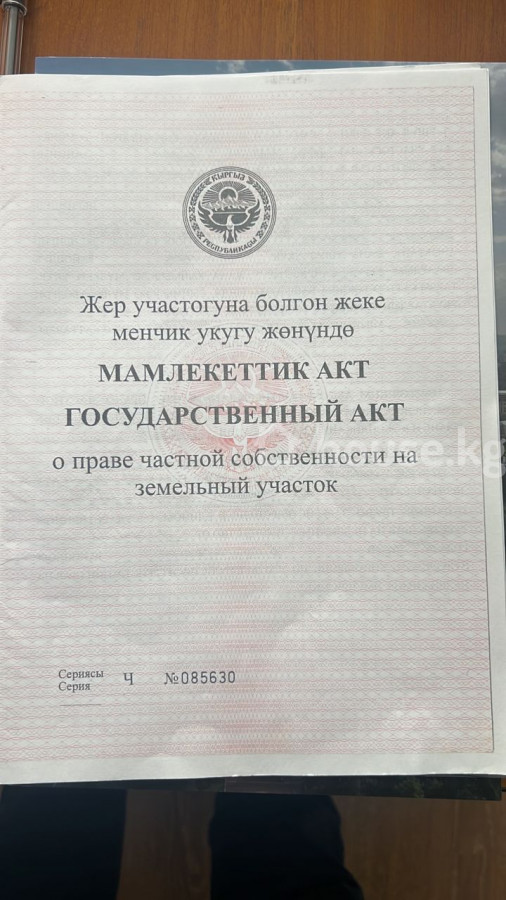 КЫРГЫЗ
РЕСПУБЛИКАСЫ
Жер участогуна болгон жеке
менчик укугу жөнүндө
МАМЛЕКЕТТИК АКТ
ГОСУДАРСТВЕННЫЙ АКТ
о праве частной собственности на
земельный участок
Сериясы
Серия
Ч №085630